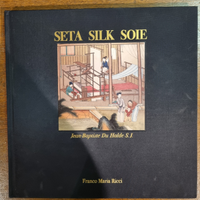 SETA SILK SOIE
Jean-Baptiste Du Halde S.I.
Franco Maria Ricci